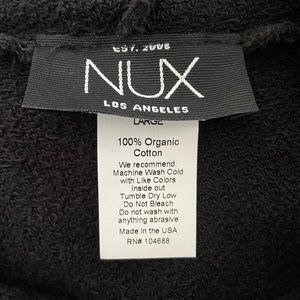 EST. 2006
NUX
LOS ANGELES
LARGE
100% Organic
Cotton
We recommend:
Machine Wash Cold
with Like Colors
Inside out
Tumble Dry Low
Do Not Bleach
Do not wash with
anything abrasive
Made in the USA
RN# 104688